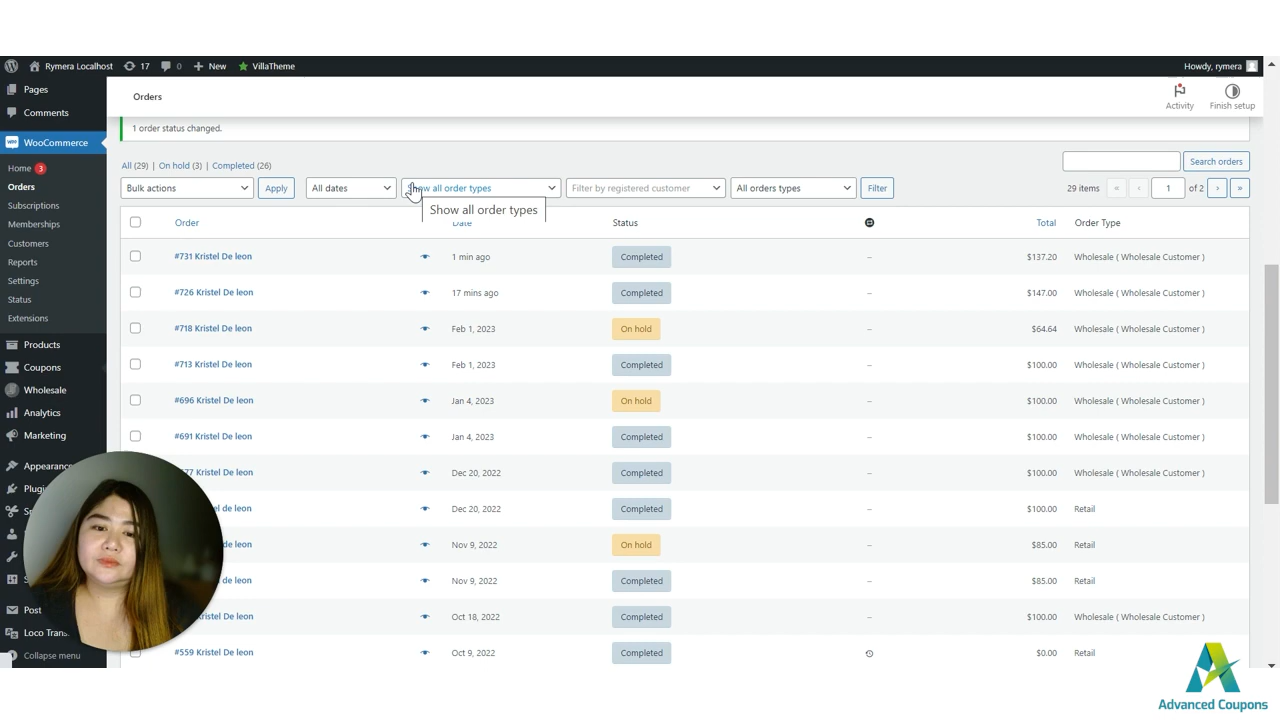 Rymera Localhost 17 0 New VillaTheme Howdy, rymera
Pages
Comments
WooCommerce
Home 3
Orders
Subscriptions
Memberships
Customers
Reports
Settings
Status
Extensions
Products
Coupons
Wholesale
Analytics
Marketing
Appearance
Post
Loco
Collapse menu
Orders
Activity
Finish setup
1 order status changed.
All (29) | On hold (3) | Completed (26)
Search orders
Bulk actions Apply All dates Show all order types Filter by registered customer All orders types Filter 29 items « ‹ 1 of 2 › »
Show all order types
Order Date Status Total Order Type
#731 Kristel De leon 1 min ago Completed – $137.20 Wholesale ( Wholesale Customer )
#726 Kristel De leon 17 mins ago Completed – $147.00 Wholesale ( Wholesale Customer )
#718 Kristel De leon Feb 1, 2023 On hold – $64.64 Wholesale ( Wholesale Customer )
#713 Kristel De leon Feb 1, 2023 Completed – $100.00 Wholesale ( Wholesale Customer )
#696 Kristel De leon Jan 4, 2023 On hold – $100.00 Wholesale ( Wholesale Customer )
#691 Kristel De leon Jan 4, 2023 Completed – $100.00 Wholesale ( Wholesale Customer )
Kristel De leon Dec 20, 2022 Completed – $100.00 Wholesale ( Wholesale Customer )
De leon Dec 20, 2022 Completed – $100.00 Retail
de leon Nov 9, 2022 On hold – $85.00 Retail
de leon Nov 9, 2022 Completed – $85.00 Retail
Kristel De leon Oct 18, 2022 Completed – $100.00 Wholesale ( Wholesale Customer )
#559 Kristel De leon Oct 9, 2022 Completed $0.00 Retail
Advanced Coupons